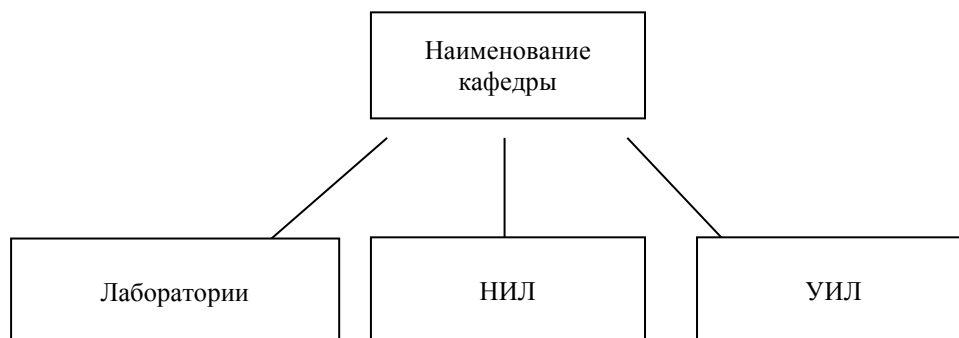 Наименование
кафедры
Лаборатории
НИЛ
УИЛ